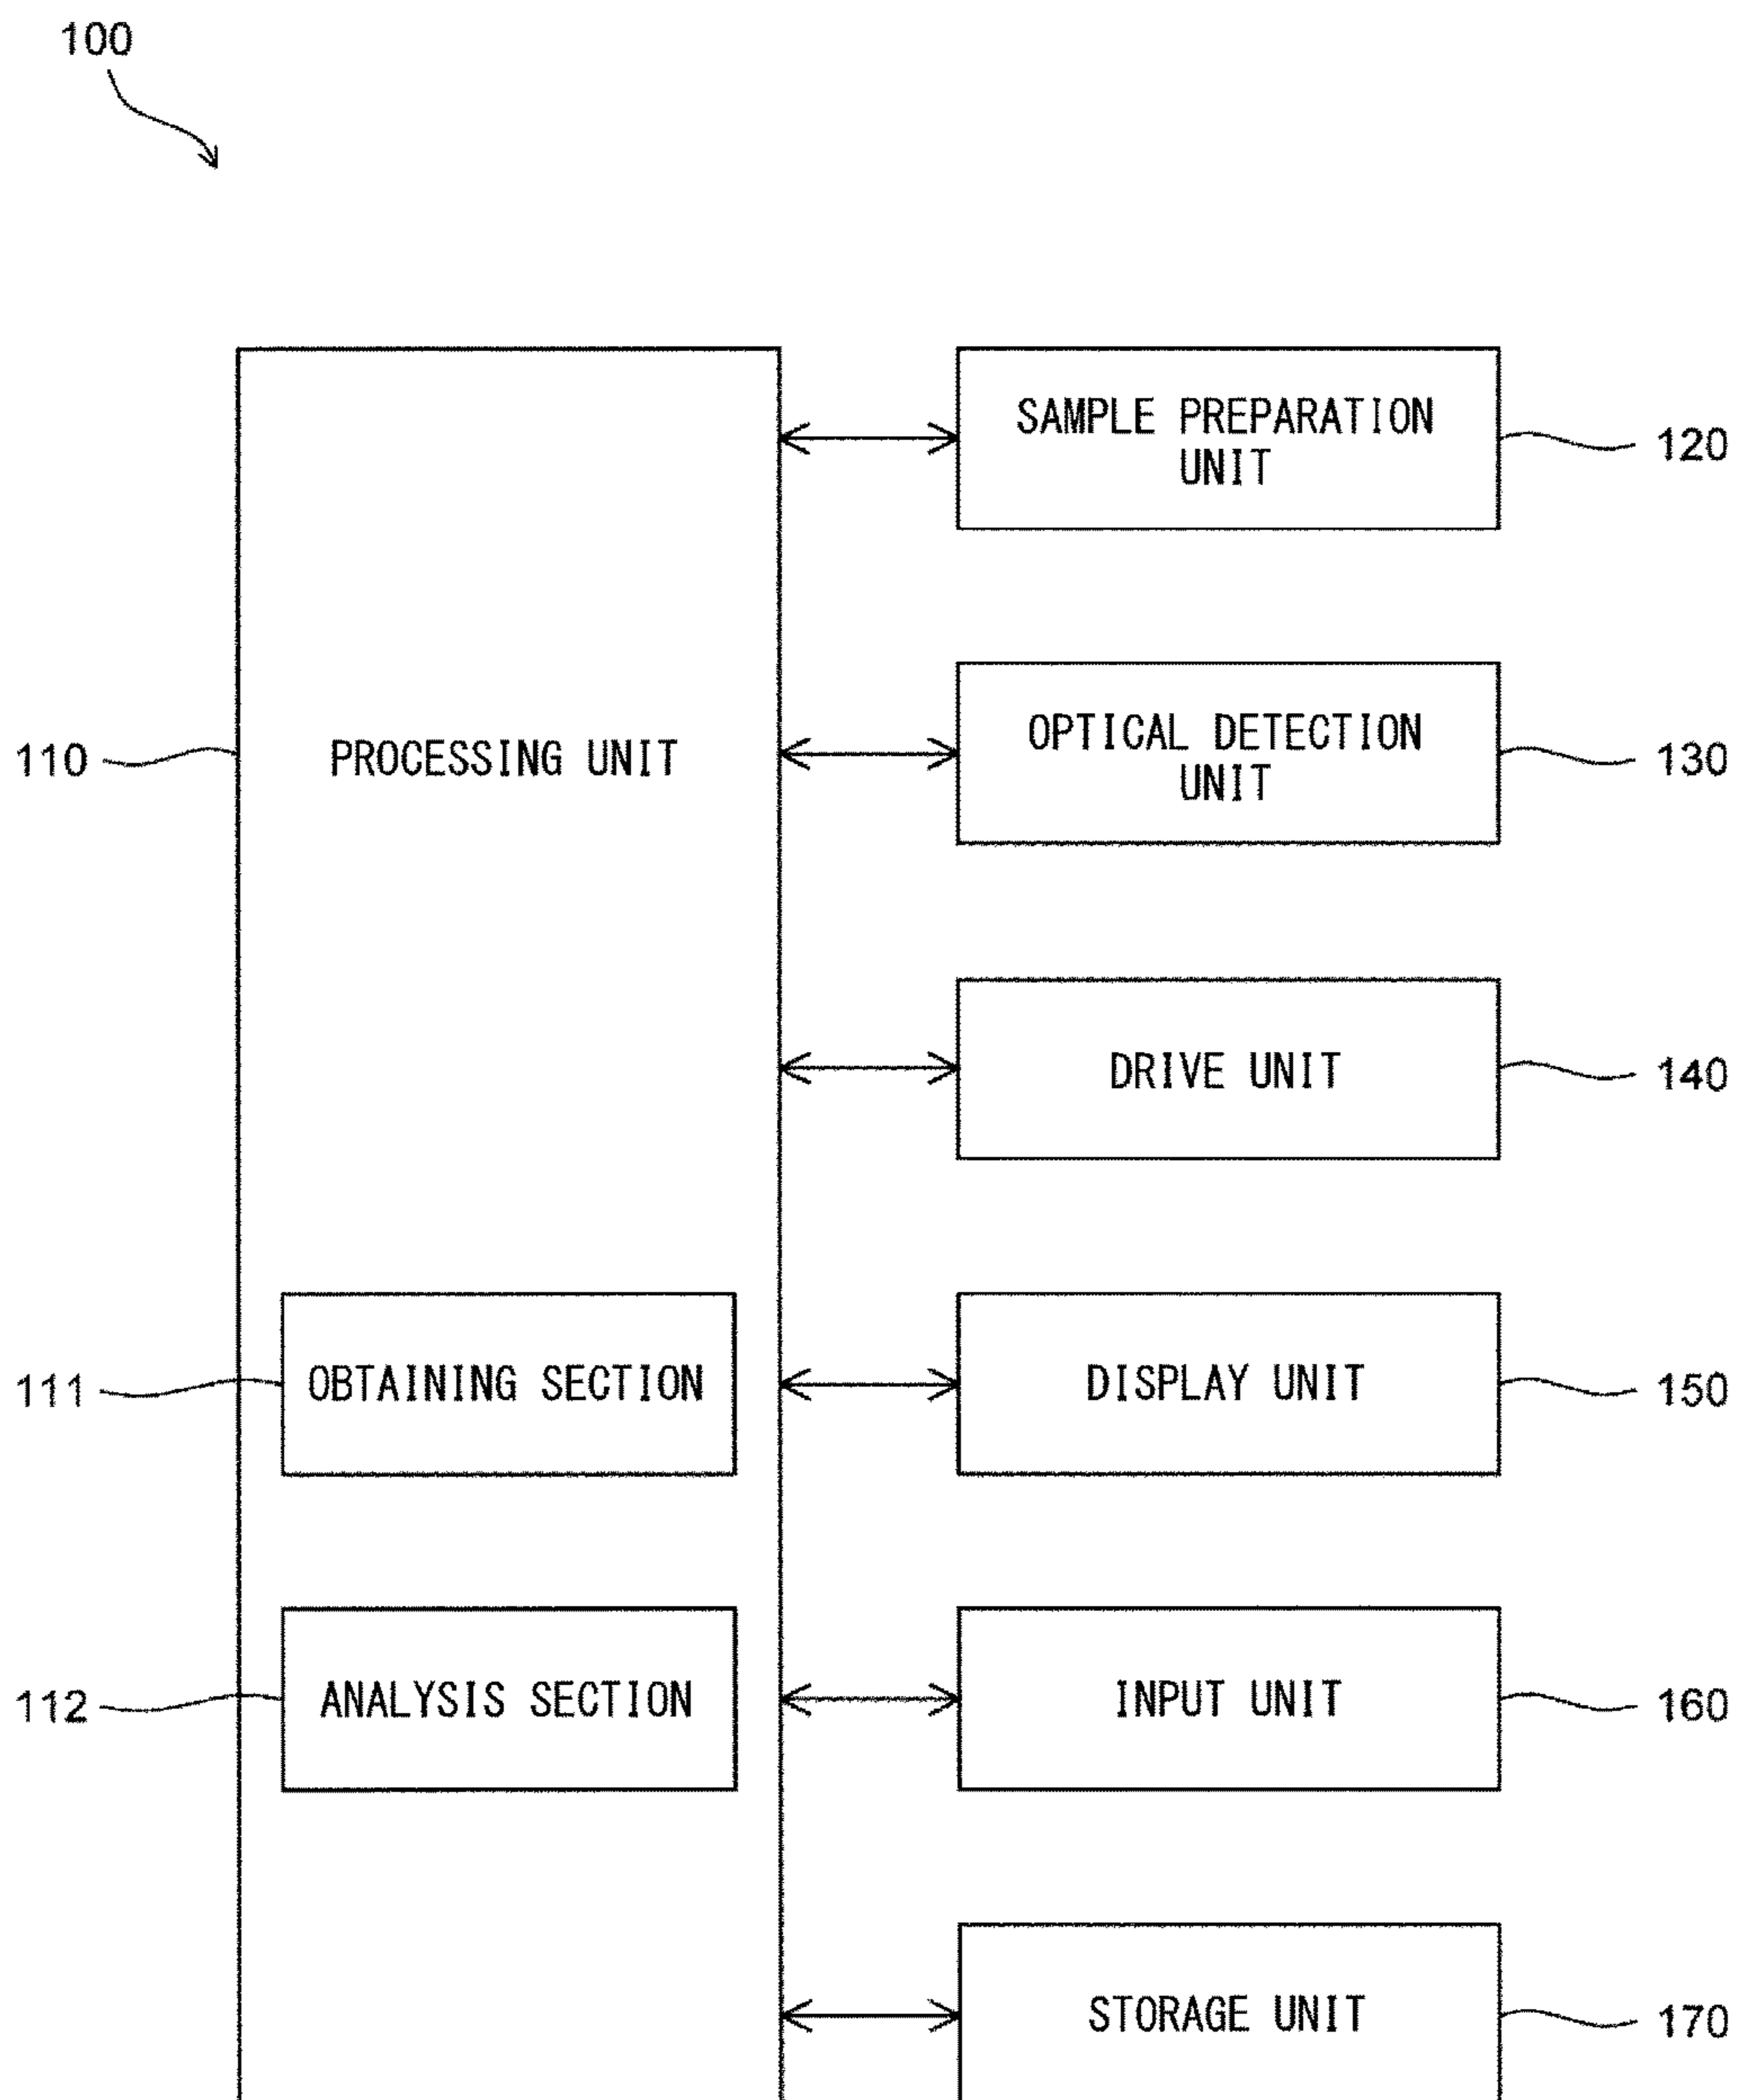 100
SAMPLE PREPARATION
UNIT
120
110
PROCESSING UNIT
OPTICAL DETECTION
UNIT
130
DRIVE UNIT
140
111
OBTAINING SECTION
DISPLAY UNIT
150
112
ANALYSIS SECTION
INPUT UNIT
160
STORAGE UNIT
170